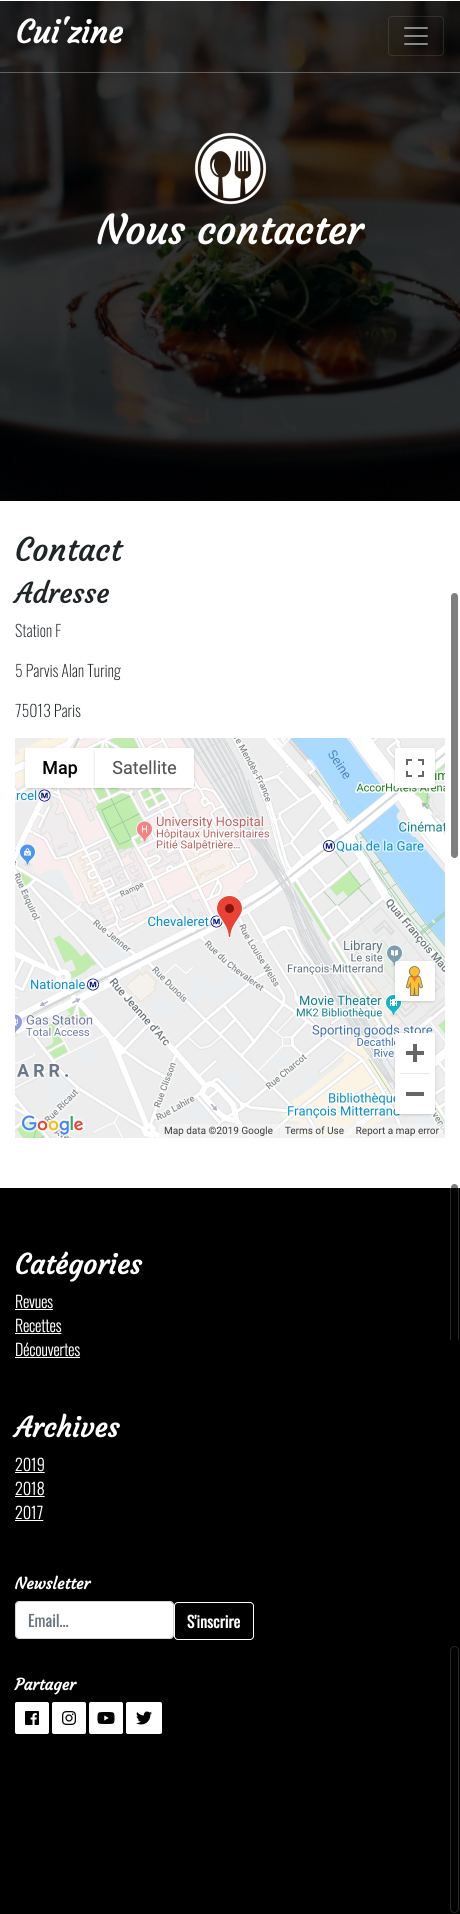 Cui'zine
Nous contacter
Contact
Adresse
Station F
5 Parvis Alan Turing
75013 Paris
Map Satellite
Seine
AccorHotels Arena
Cinémat
rcel
University Hospital
Hôpitaux Universitaires
Pitié Salpêtrière...
Quai de la Gare
Rue Esquirol
Rampe
Chevaleret
Rue Jenner
Rue du Chevaleret
Rue Louise Weiss
Quai François Mau
Library
Le site
François-Mitterrand
Nationale
Rue Dubois
Rue Jeanne d'Arc
Movie Theater
MK2 Bibliothèque
Gas Station
Total Access
Sporting goods store
Decathl
Rive
ARR.
Rue Clisson
Rue Charcot
Rue Ricaut
Rue Lahire
Bibliothèqu
François Mitterran
Google
Map data ©2019 Google Terms of Use Report a map error
Catégories
Revues
Recettes
Découvertes
Archives
2019
2018
2017
Newsletter
Email... S'inscrire
Partager